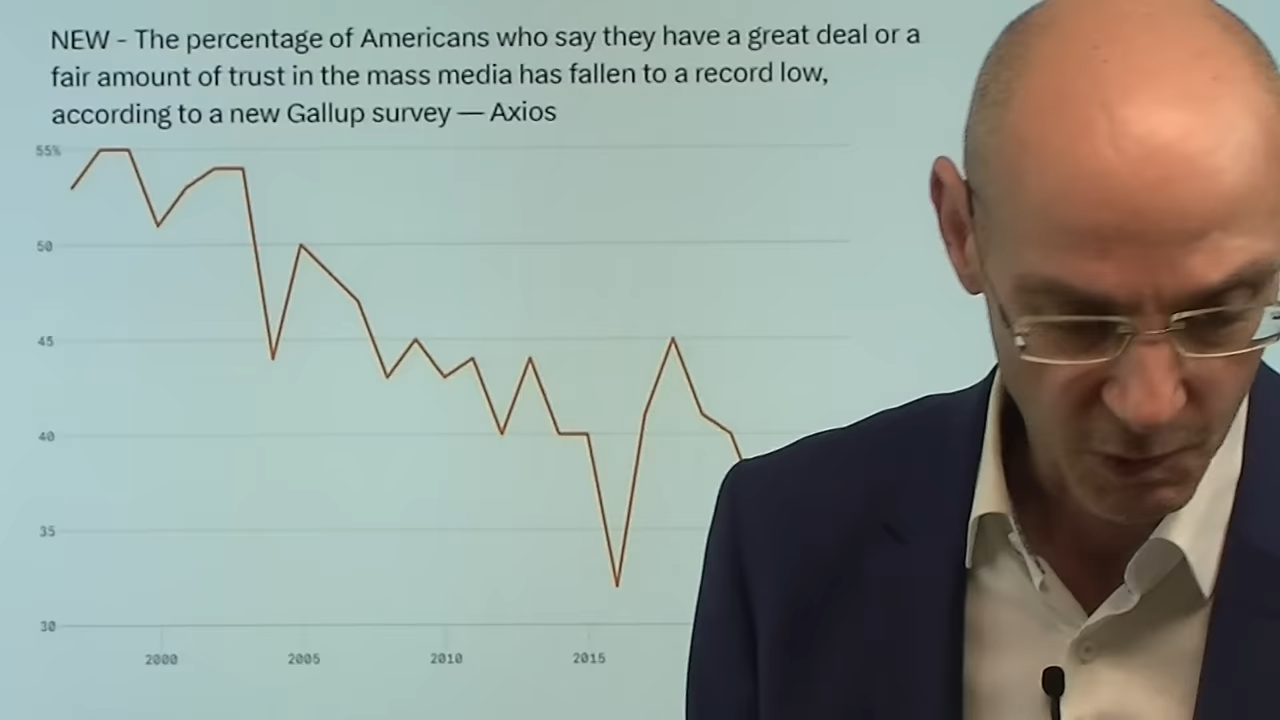 NEW - The percentage of Americans who say they have a great deal or a
fair amount of trust in the mass media has fallen to a record low,
according to a new Gallup survey — Axios
55%
50
45
40
35
30
2000 2005 2010 2015